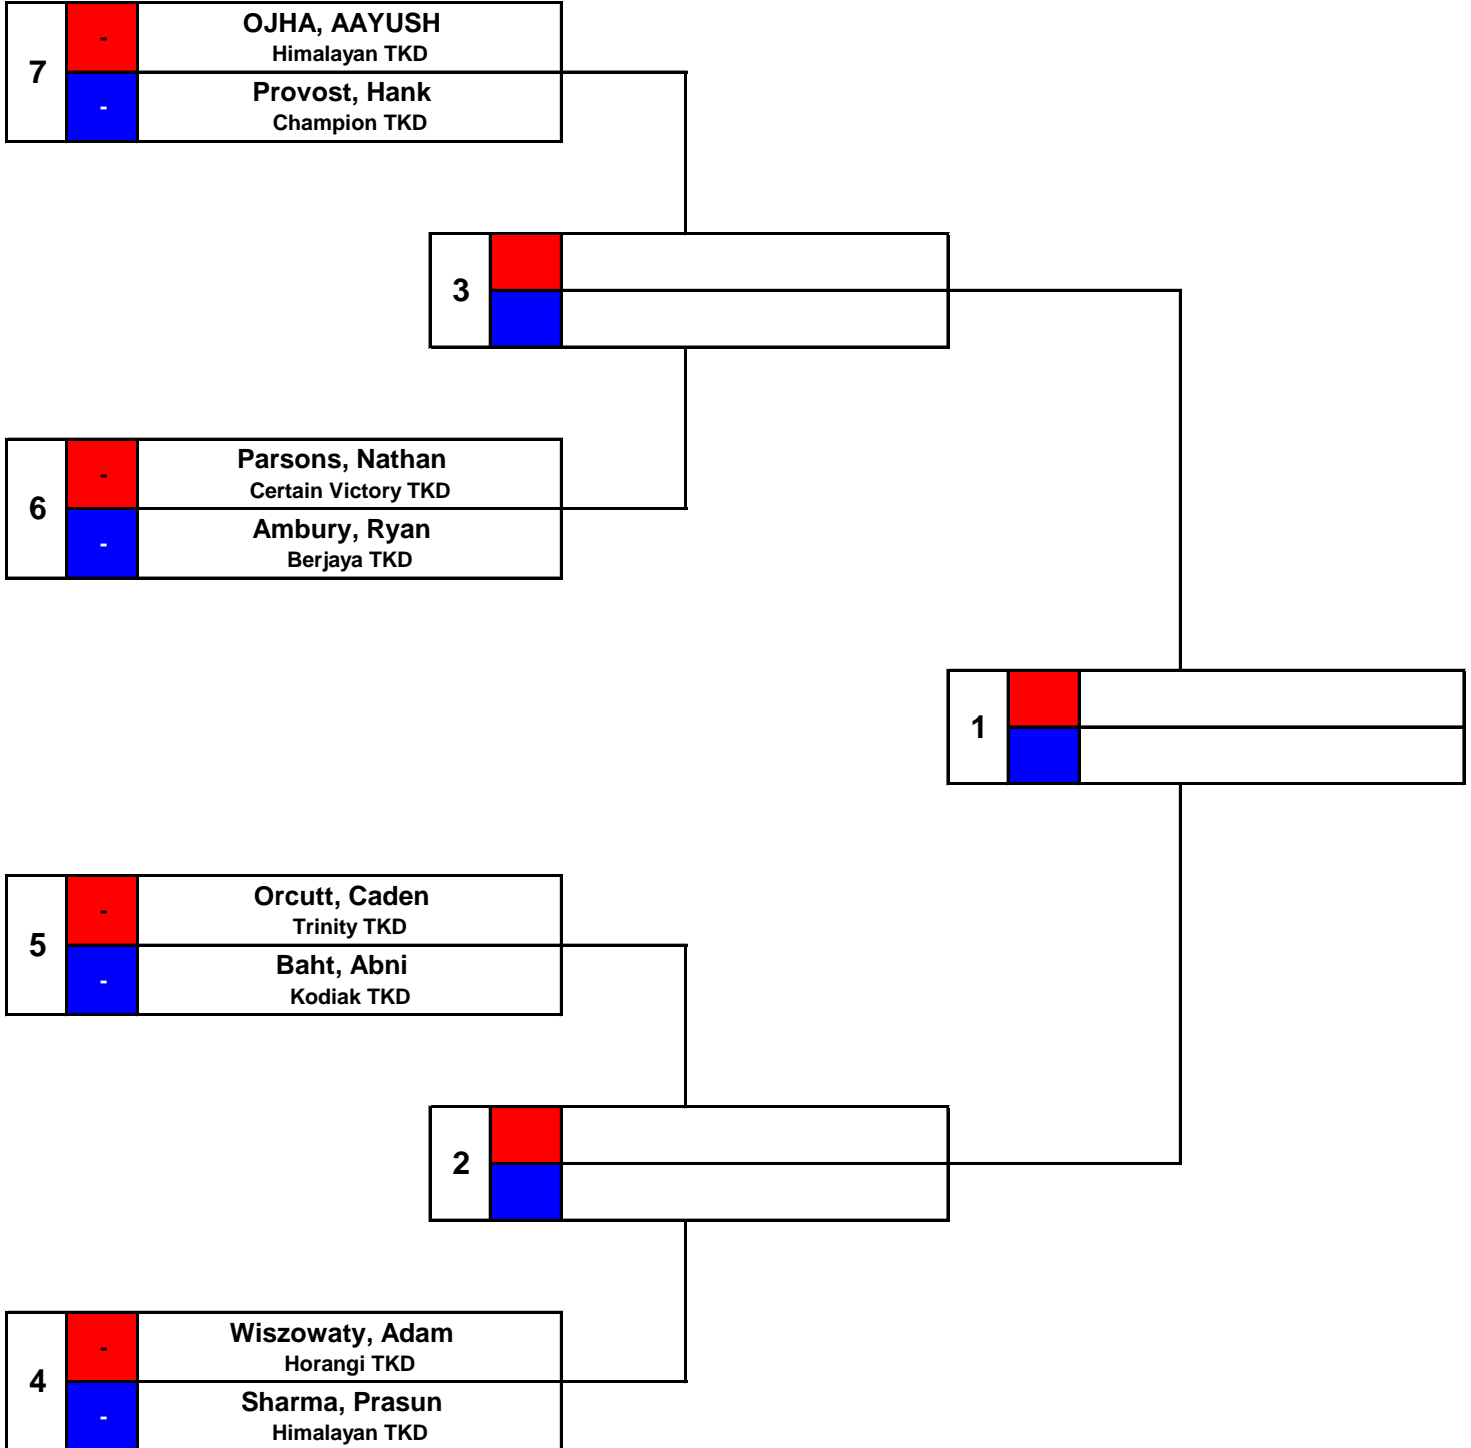 OJHA, AAYUSH
Himalayan TKD
7
-
-
Provost, Hank
Champion TKD
3
Parsons, Nathan
Certain Victory TKD
6
-
-
Ambury, Ryan
Berjaya TKD
1
Orcutt, Caden
Trinity TKD
5
-
-
Baht, Abni
Kodiak TKD
2
Wiszowaty, Adam
Horangi TKD
4
-
-
Sharma, Prasun
Himalayan TKD